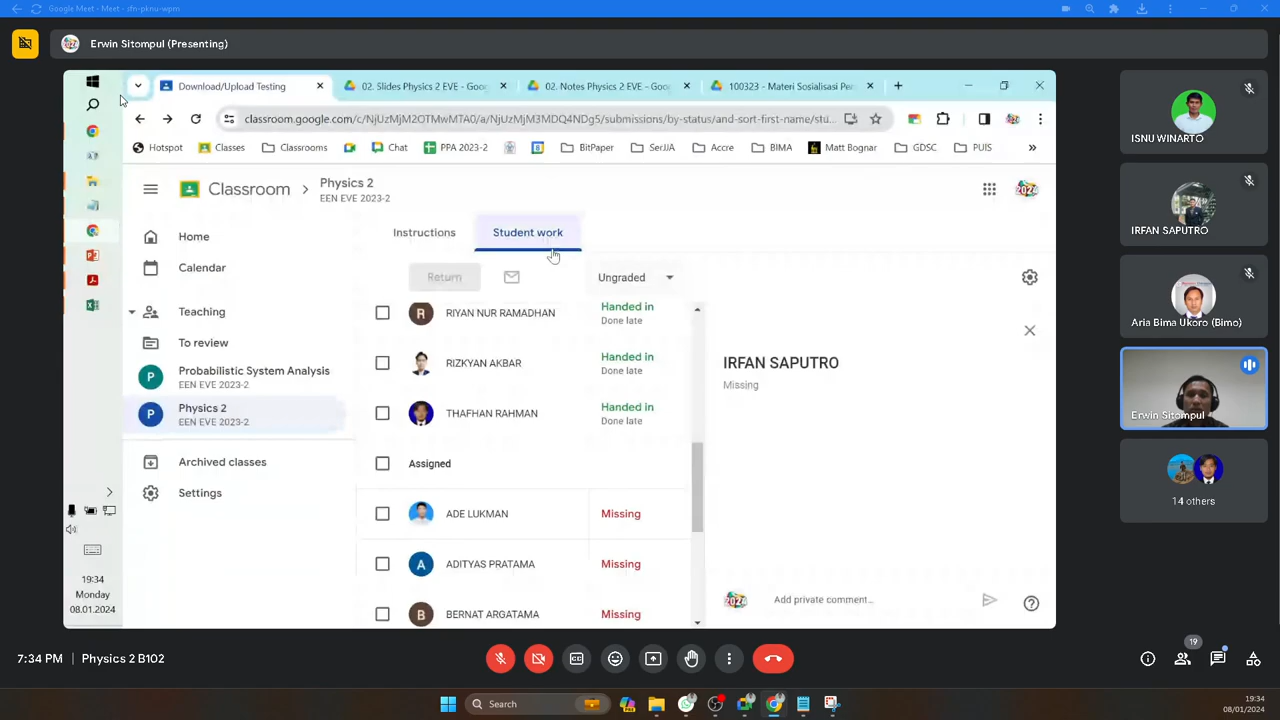 Google Meet - Meet - sfn-pknu-wpm
Erwin Sitompul (Presenting)
Download/Upload Testing
02. Slides Physics 2 EVE - Goog
02. Notes Physics 2 EVE - Goog
100323 - Materi Sosialisasi Per
classroom.google.com/c/NjUzMjM2OTMwMTA0/a/NjUzMjM3MDQ4NDg5/submissions/by-status/and-sort-first-name/stu...
Hotspot
Classes
Classrooms
Chat
PPA 2023-2
BitPaper
SerJJA
Accre
BIMA
Matt Bognar
GDSC
PUIS
Classroom
Physics 2
EEN EVE 2023-2
Home
Calendar
Teaching
To review
P
Probabilistic System Analysis
EEN EVE 2023-2
P
Physics 2
EEN EVE 2023-2
Archived classes
Settings
Instructions
Student work
Return
Ungraded
R
RIYAN NUR RAMADHAN
Handed in
Done late
RIZKYAN AKBAR
Handed in
Done late
THAFHAN RAHMAN
Handed in
Done late
Assigned
ADE LUKMAN
Missing
A
ADITYAS PRATAMA
Missing
B
BERNAT ARGATAMA
Missing
IRFAN SAPUTRO
Missing
Add private comment...
19:34
Monday
08.01.2024
ISNU WINARTO
IRFAN SAPUTRO
Aria Bima Ukoro (Bimo)
Erwin Sitompul
14 others
7:34 PM | Physics 2 B102
19
Search
19:34
08/01/2024